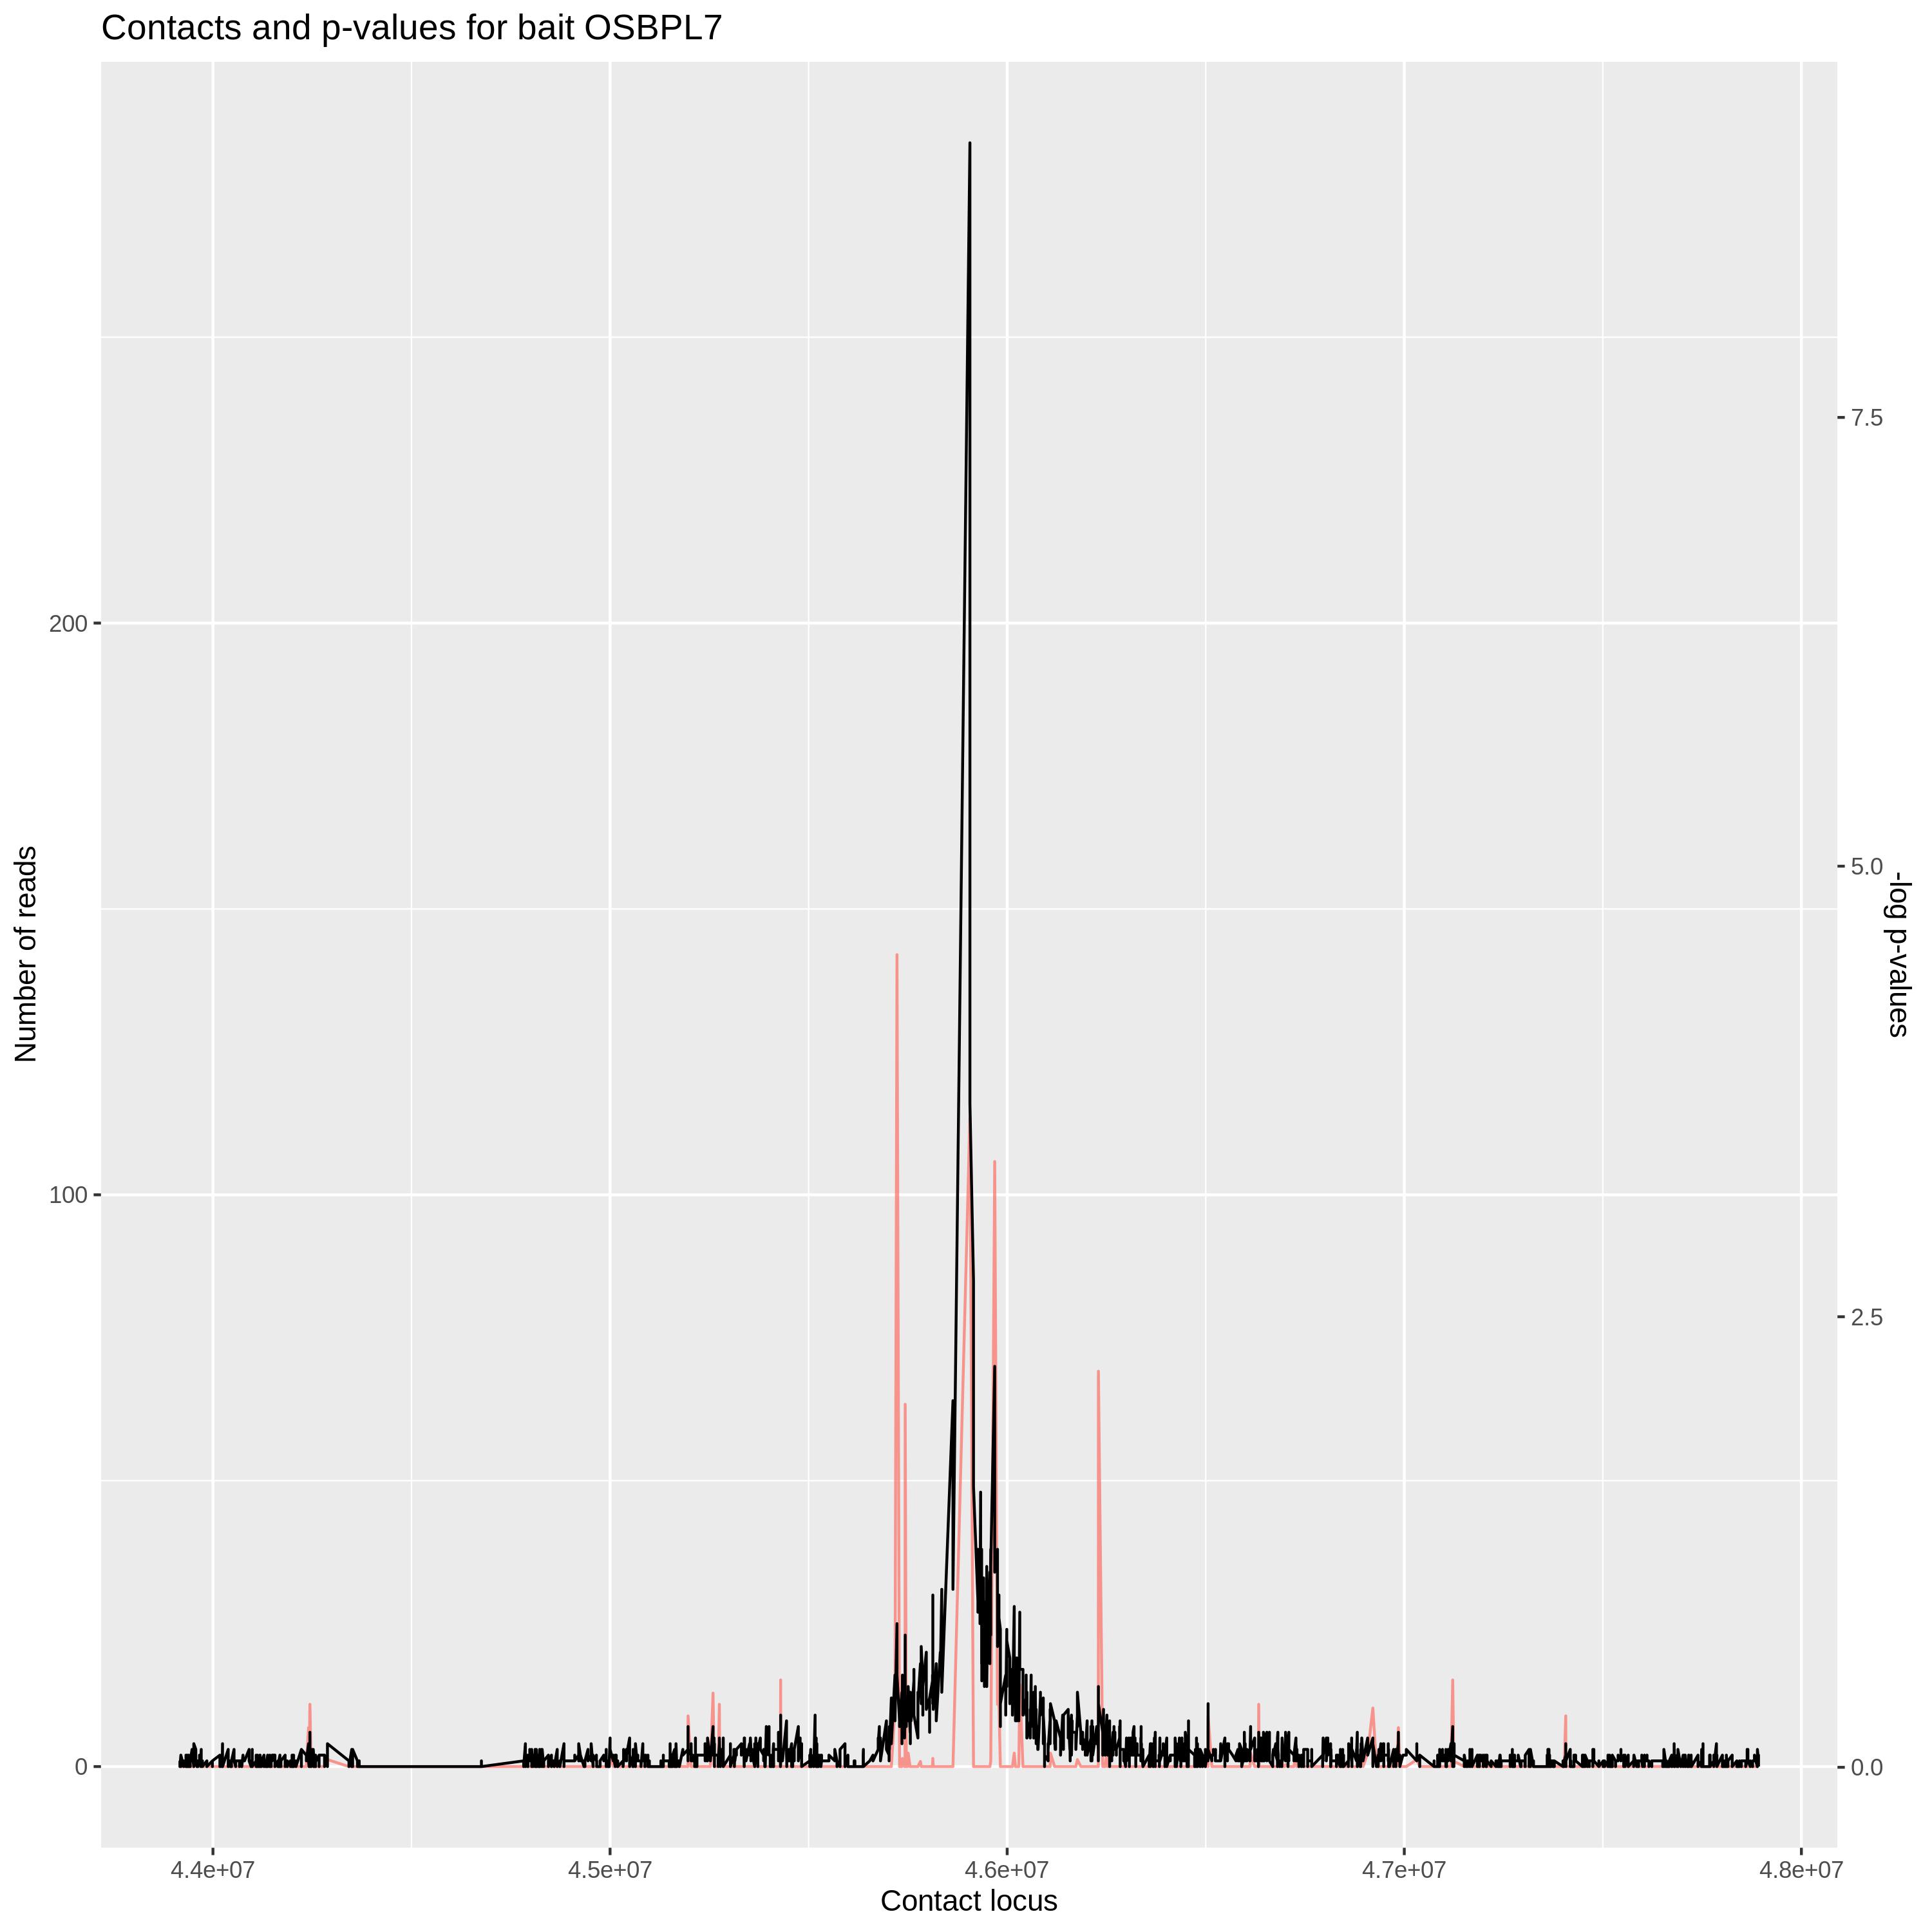 Contacts and p-values for bait OSBPL7
Number of reads
200
100
0
7.5
5.0
2.5
0.0
-log p-values
4.4e+07
4.5e+07
4.6e+07
4.7e+07
4.8e+07
Contact locus